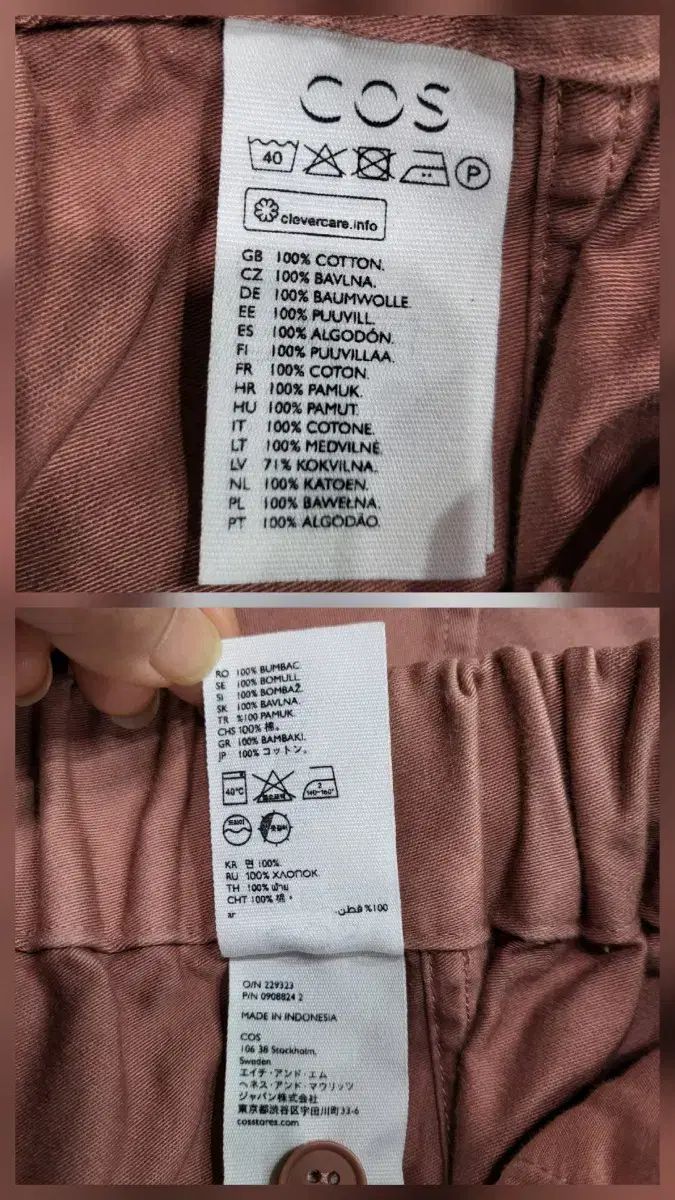 COS
40
P
clevercare.info
GB 100% COTTON.
CZ 100% BAVLNA.
DE 100% BAUMWOLLE.
EE 100% PUUVILL.
ES 100% ALGODÓN.
FI 100% PUUVILLAA.
FR 100% COTON.
HR 100% PAMUK.
HU 100% PAMUT.
IT 100% COTONE.
LT 100% MEDVILNĖ.
LV 71% KOKVILNA.
NL 100% KATOEN.
PL 100% BAWEŁNA.
PT 100% ALGODÃO.
RO 100% BUMBAC.
SE 100% BOMULL.
SI 100% BOMBAŽ.
SK 100% BAVLNA.
TR %100 PAMUK.
CHS 100% 棉。
GR 100% BAMBAKI.
JP 100% コットン。
40℃
2
140~160°
드라이
KR 면 100%.
RU 100% ХЛОПОК.
TH 100% ฝ้าย
CHT 100% 棉。
ar 100% قطن.
O/N 229323
P/N 0908824 2
MADE IN INDONESIA
COS
106 38 Stockholm,
Sweden
エイチ・アンド・エム
ヘネス・アンド・マウリッツ
ジャパン株式会社
東京都渋谷区宇田川町33-6
cosstores.com